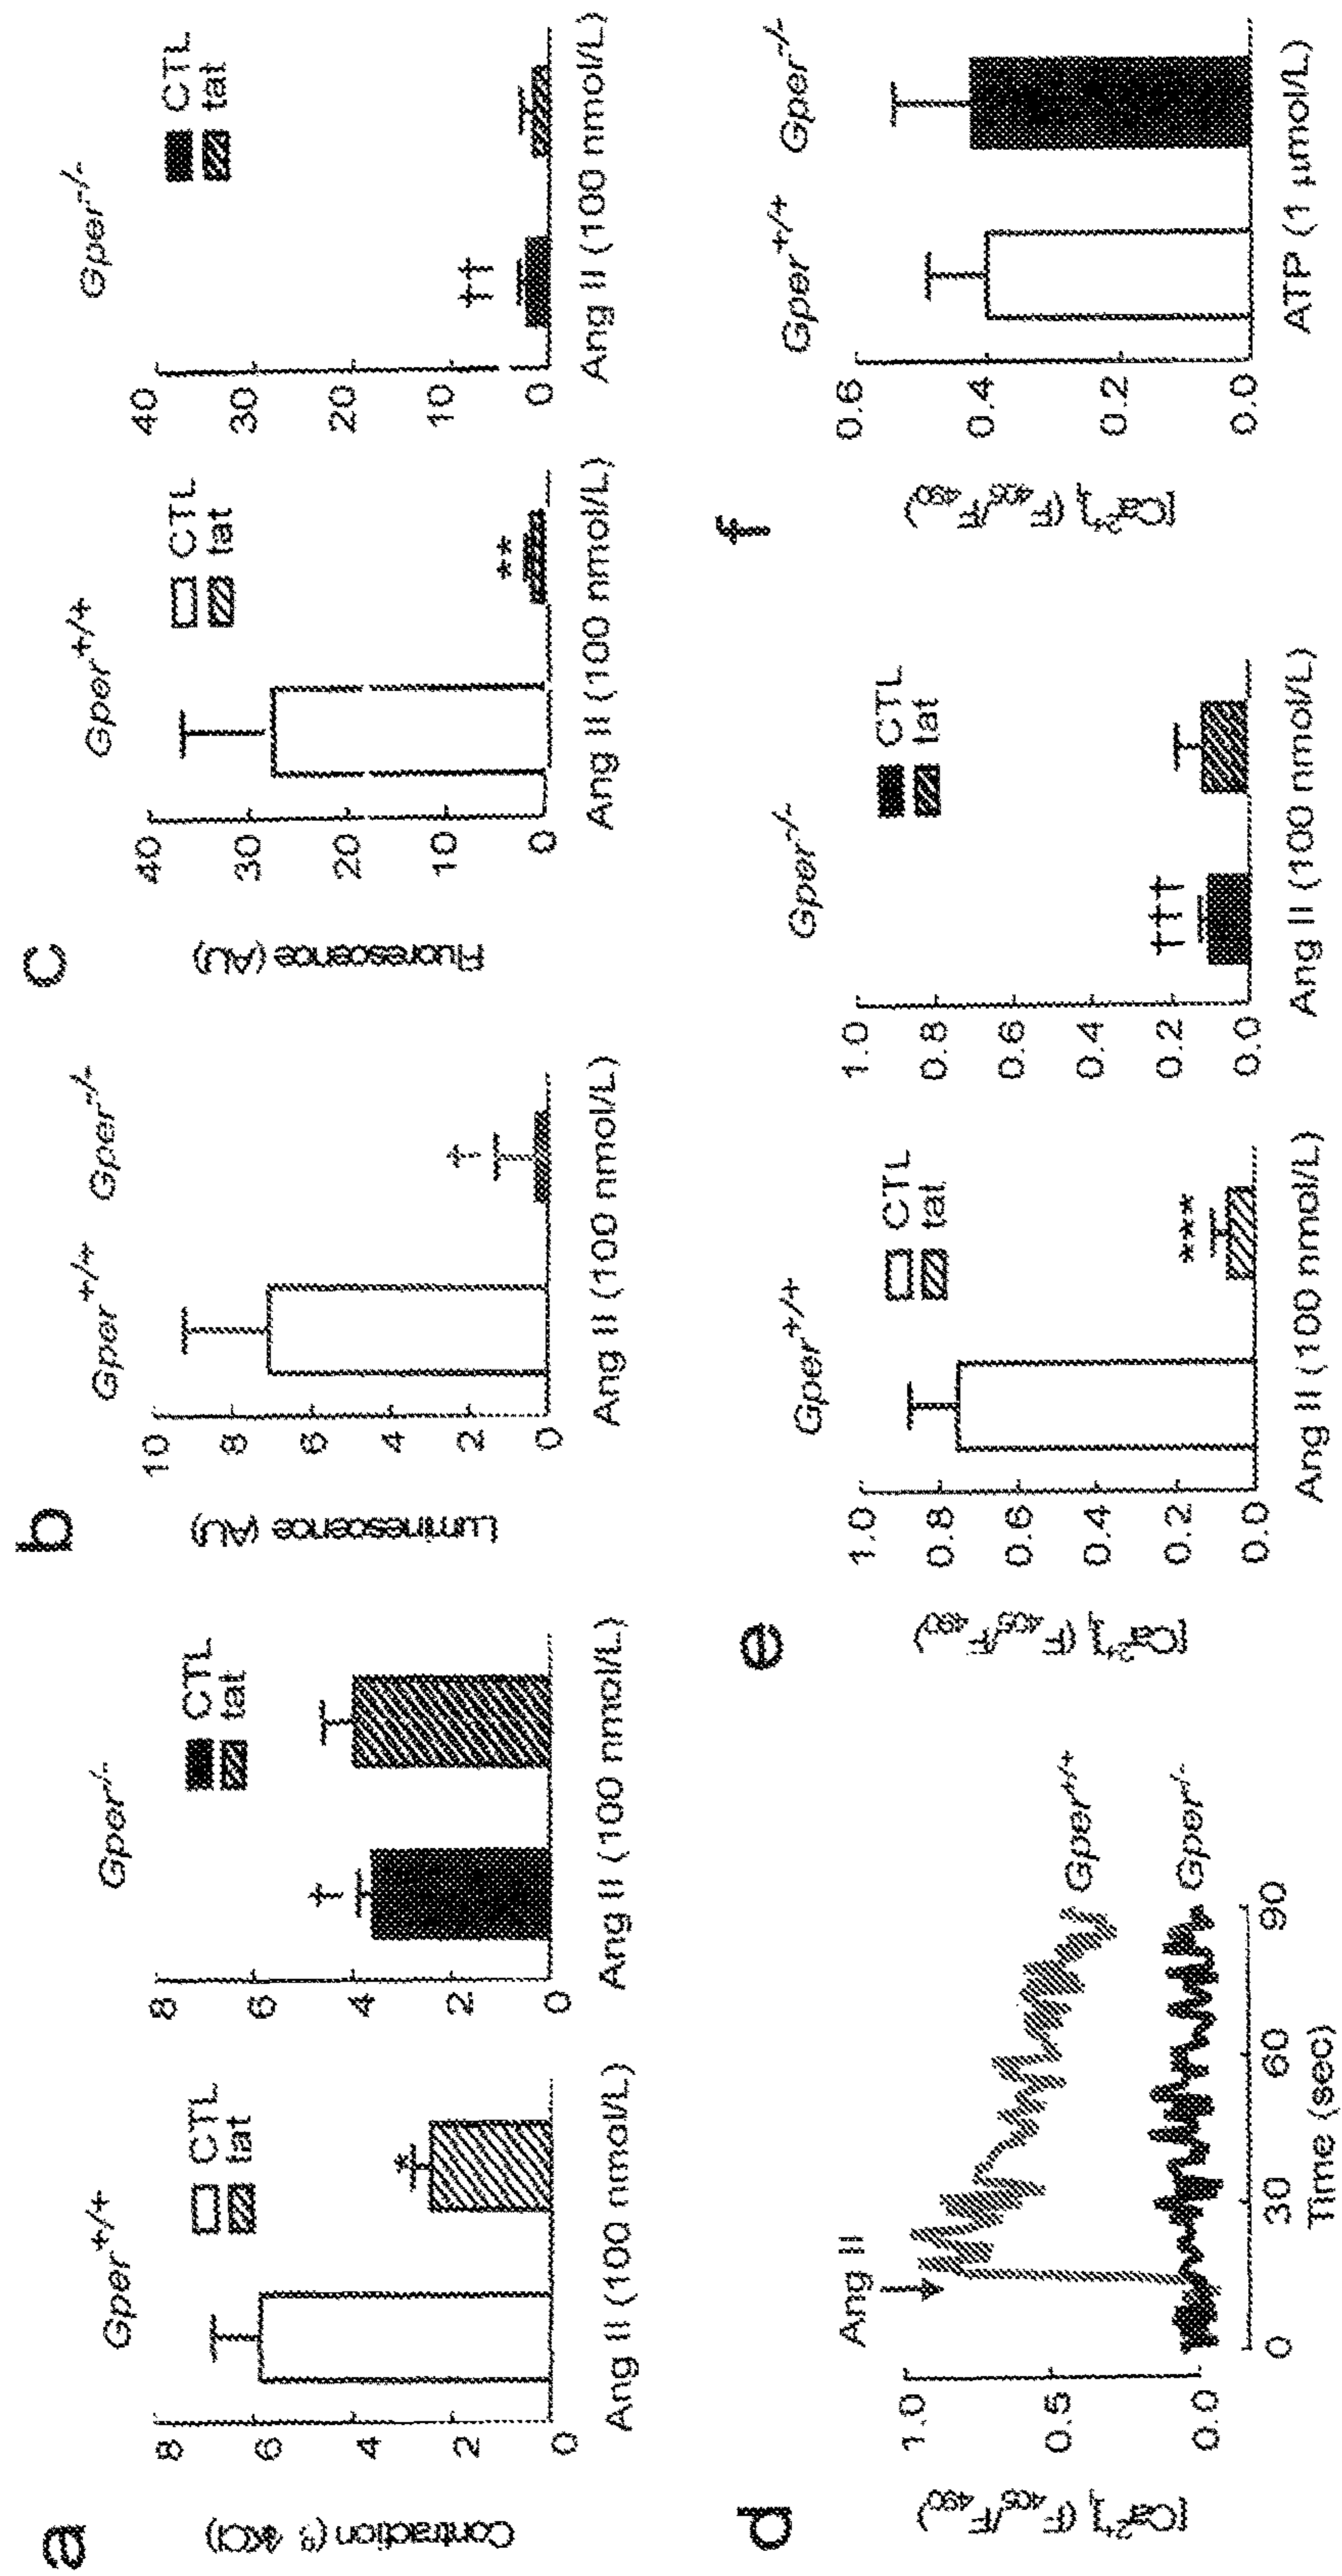 a
Gper+/+
Gper-/-
Contraction (% KCl)
8
6
4
2
0
CTL
tat
*
Ang II (100 nmol/L)
8
6
4
2
0
CTL
tat
†
Ang II (100 nmol/L)
b
Gper+/+
Gper-/-
Luminescence (AU)
10
8
6
4
2
0
†
Ang II (100 nmol/L)
c
Gper+/+
Gper-/-
Fluorescence (AU)
40
30
20
10
0
CTL
tat
**
Ang II (100 nmol/L)
40
30
20
10
0
CTL
tat
††
Ang II (100 nmol/L)
d
[Ca2+]i (F405/F490)
1.0
0.5
0.0
Ang II
Gper+/+
Gper-/-
0 30 60 90
Time (sec)
e
Gper+/+
Gper-/-
[Ca2+]i (F405/F490)
1.0
0.8
0.6
0.4
0.2
0.0
CTL
tat
***
Ang II (100 nmol/L)
1.0
0.8
0.6
0.4
0.2
0.0
CTL
tat
†††
Ang II (100 nmol/L)
f
Gper+/+
Gper-/-
[Ca2+]i (F405/F490)
0.6
0.4
0.2
0.0
ATP (1 µmol/L)